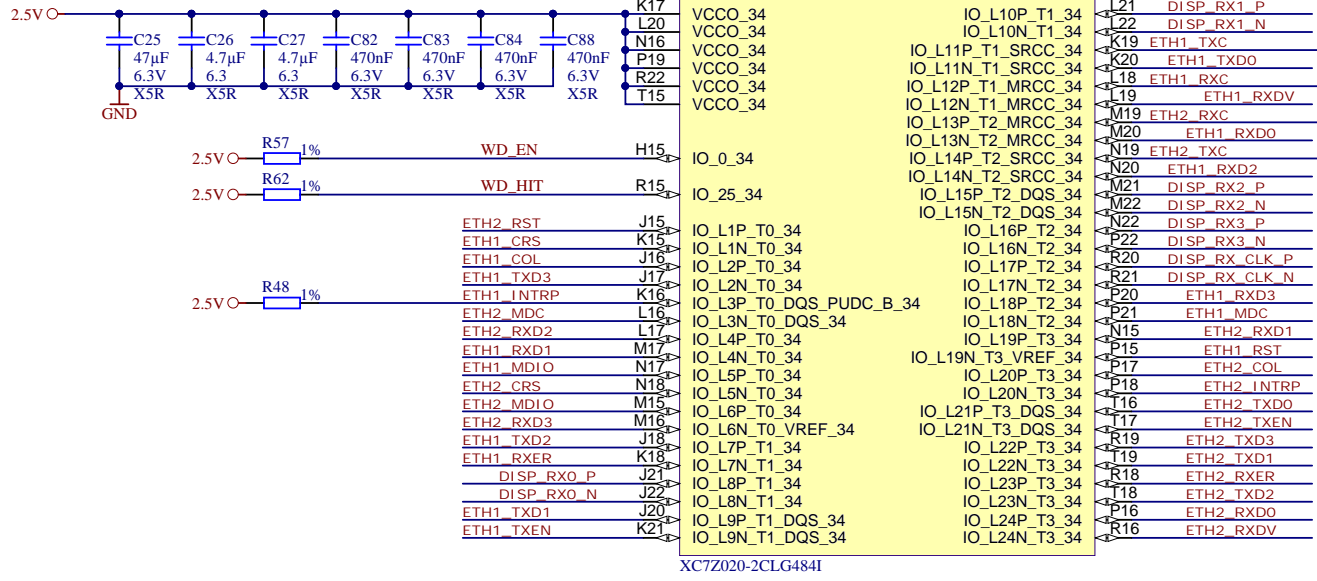 2.5V
C25 C26 C27 C82 C83 C84 C88
47µF 4.7µF 4.7µF 470nF 470nF 470nF 470nF
6.3V 6.3 6.3 6.3V 6.3V 6.3V 6.3V
X5R X5R X5R X5R X5R X5R X5R
GND
K17 VCCO_34
L20 VCCO_34
N16 VCCO_34
P19 VCCO_34
R22 VCCO_34
T15 VCCO_34
2.5V R57 1% WD_EN H15 IO_0_34
2.5V R62 1% WD_HIT R15 IO_25_34
ETH2_RST J15 IO_L1P_T0_34
ETH1_CRS K15 IO_L1N_T0_34
ETH1_COL J16 IO_L2P_T0_34
ETH1_TXD3 J17 IO_L2N_T0_34
2.5V R48 1% ETH1_INTRP K16 IO_L3P_T0_DQS_PUDC_B_34
ETH2_MDC L16 IO_L3N_T0_DQS_34
ETH2_RXD2 L17 IO_L4P_T0_34
ETH1_RXD1 M17 IO_L4N_T0_34
ETH1_MDIO N17 IO_L5P_T0_34
ETH2_CRS N18 IO_L5N_T0_34
ETH2_MDIO M15 IO_L6P_T0_34
ETH2_RXD3 M16 IO_L6N_T0_VREF_34
ETH1_TXD2 J18 IO_L7P_T1_34
ETH1_RXER K18 IO_L7N_T1_34
DISP_RX0_P J21 IO_L8P_T1_34
DISP_RX0_N J22 IO_L8N_T1_34
ETH1_TXD1 J20 IO_L9P_T1_DQS_34
ETH1_TXEN K21 IO_L9N_T1_DQS_34
IO_L10P_T1_34 L21 DISP_RX1_P
IO_L10N_T1_34 L22 DISP_RX1_N
IO_L11P_T1_SRCC_34 K19 ETH1_TXC
IO_L11N_T1_SRCC_34 K20 ETH1_TXD0
IO_L12P_T1_MRCC_34 L18 ETH1_RXC
IO_L12N_T1_MRCC_34 L19 ETH1_RXDV
IO_L13P_T2_MRCC_34 M19 ETH2_RXC
IO_L13N_T2_MRCC_34 M20 ETH1_RXD0
IO_L14P_T2_SRCC_34 N19 ETH2_TXC
IO_L14N_T2_SRCC_34 N20 ETH1_RXD2
IO_L15P_T2_DQS_34 M21 DISP_RX2_P
IO_L15N_T2_DQS_34 M22 DISP_RX2_N
IO_L16P_T2_34 N22 DISP_RX3_P
IO_L16N_T2_34 P22 DISP_RX3_N
IO_L17P_T2_34 R20 DISP_RX_CLK_P
IO_L17N_T2_34 R21 DISP_RX_CLK_N
IO_L18P_T2_34 P20 ETH1_RXD3
IO_L18N_T2_34 P21 ETH1_MDC
IO_L19P_T3_34 N15 ETH2_RXD1
IO_L19N_T3_VREF_34 P15 ETH1_RST
IO_L20P_T3_34 P17 ETH2_COL
IO_L20N_T3_34 P18 ETH2_INTRP
IO_L21P_T3_DQS_34 T16 ETH2_TXD0
IO_L21N_T3_DQS_34 T17 ETH2_TXEN
IO_L22P_T3_34 R19 ETH2_TXD3
IO_L22N_T3_34 T19 ETH2_TXD1
IO_L23P_T3_34 R18 ETH2_RXER
IO_L23N_T3_34 T18 ETH2_TXD2
IO_L24P_T3_34 P16 ETH2_RXD0
IO_L24N_T3_34 R16 ETH2_RXDV
XC7Z020-2CLG484I